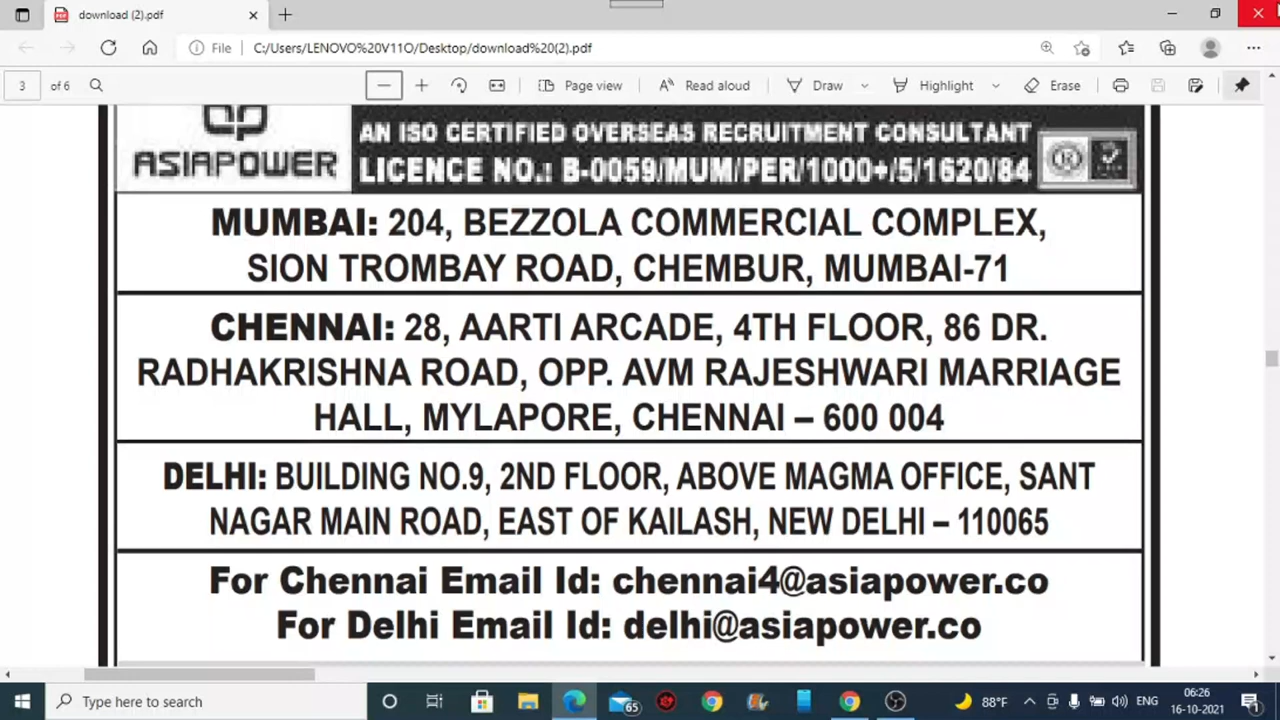 download (2).pdf
File C:/Users/LENOVO%20V11O/Desktop/download%20(2).pdf
3 of 6 Page view Read aloud Draw Highlight Erase
ASIAPOWER
AN ISO CERTIFIED OVERSEAS RECRUITMENT CONSULTANT
LICENCE NO.: B-0059/MUM/PER/1000+/5/1620/84
MUMBAI: 204, BEZZOLA COMMERCIAL COMPLEX,
SION TROMBAY ROAD, CHEMBUR, MUMBAI-71
CHENNAI: 28, AARTI ARCADE, 4TH FLOOR, 86 DR.
RADHAKRISHNA ROAD, OPP. AVM RAJESHWARI MARRIAGE
HALL, MYLAPORE, CHENNAI – 600 004
DELHI: BUILDING NO.9, 2ND FLOOR, ABOVE MAGMA OFFICE, SANT
NAGAR MAIN ROAD, EAST OF KAILASH, NEW DELHI – 110065
For Chennai Email Id: chennai4@asiapower.co
For Delhi Email Id: delhi@asiapower.co
Type here to search 65 88°F ENG 06:26
16-10-2021 1